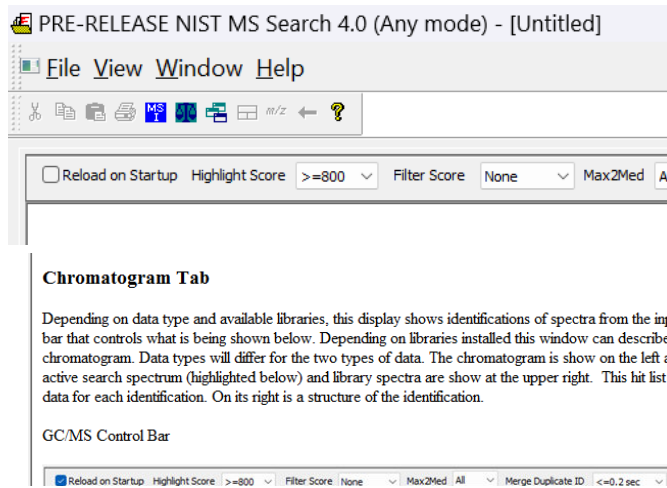 PRE-RELEASE NIST MS Search 4.0 (Any mode) - [Untitled]
File View Window Help
MS I m/z ?
Reload on Startup Highlight Score >=800 Filter Score None Max2Med
Chromatogram Tab
Depending on data type and available libraries, this display shows identifications of spectra from the
bar that controls what is being shown below. Depending on libraries installed this window can describe
chromatogram. Data types will differ for the two types of data. The chromatogram is show on the left
active search spectrum (highlighted below) and library spectra are show at the upper right. This hit list
data for each identification. On its right is a structure of the identification.
GC/MS Control Bar
Reload on Startup Highlight Score >=800 Filter Score None Max2Med All Merge Duplicate ID <=0.2 sec